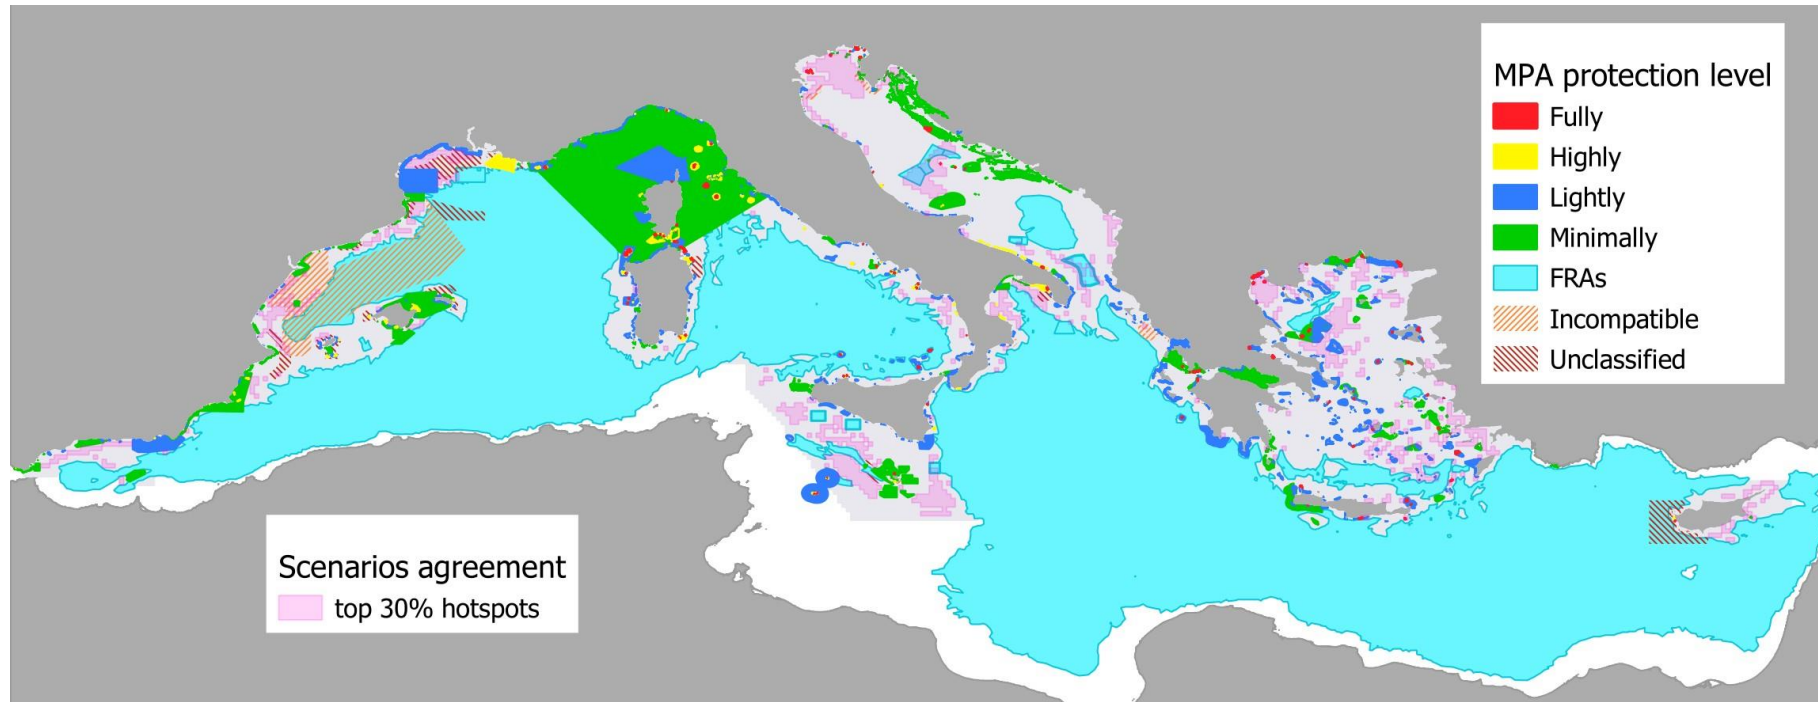 MPA protection level
Fully
Highly
Lightly
Minimally
FRAs
Incompatible
Unclassified
Scenarios agreement
top 30% hotspots